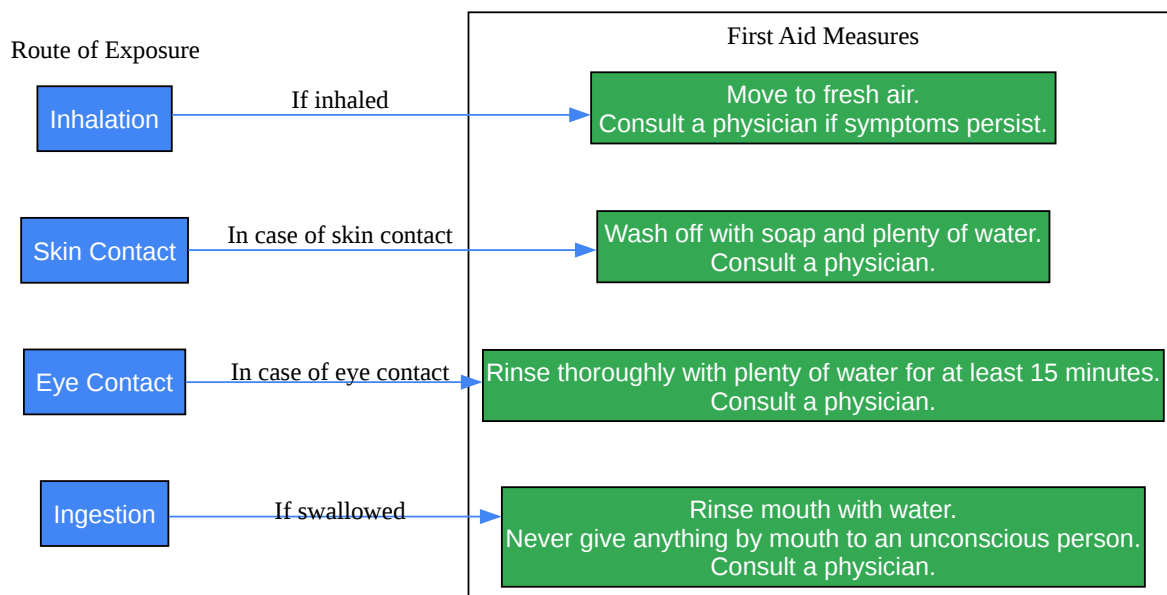 Route of Exposure
First Aid Measures
Inhalation
If inhaled
Move to fresh air.
Consult a physician if symptoms persist.
Skin Contact
In case of skin contact
Wash off with soap and plenty of water.
Consult a physician.
Eye Contact
In case of eye contact
Rinse thoroughly with plenty of water for at least 15 minutes.
Consult a physician.
Ingestion
If swallowed
Rinse mouth with water.
Never give anything by mouth to an unconscious person.
Consult a physician.